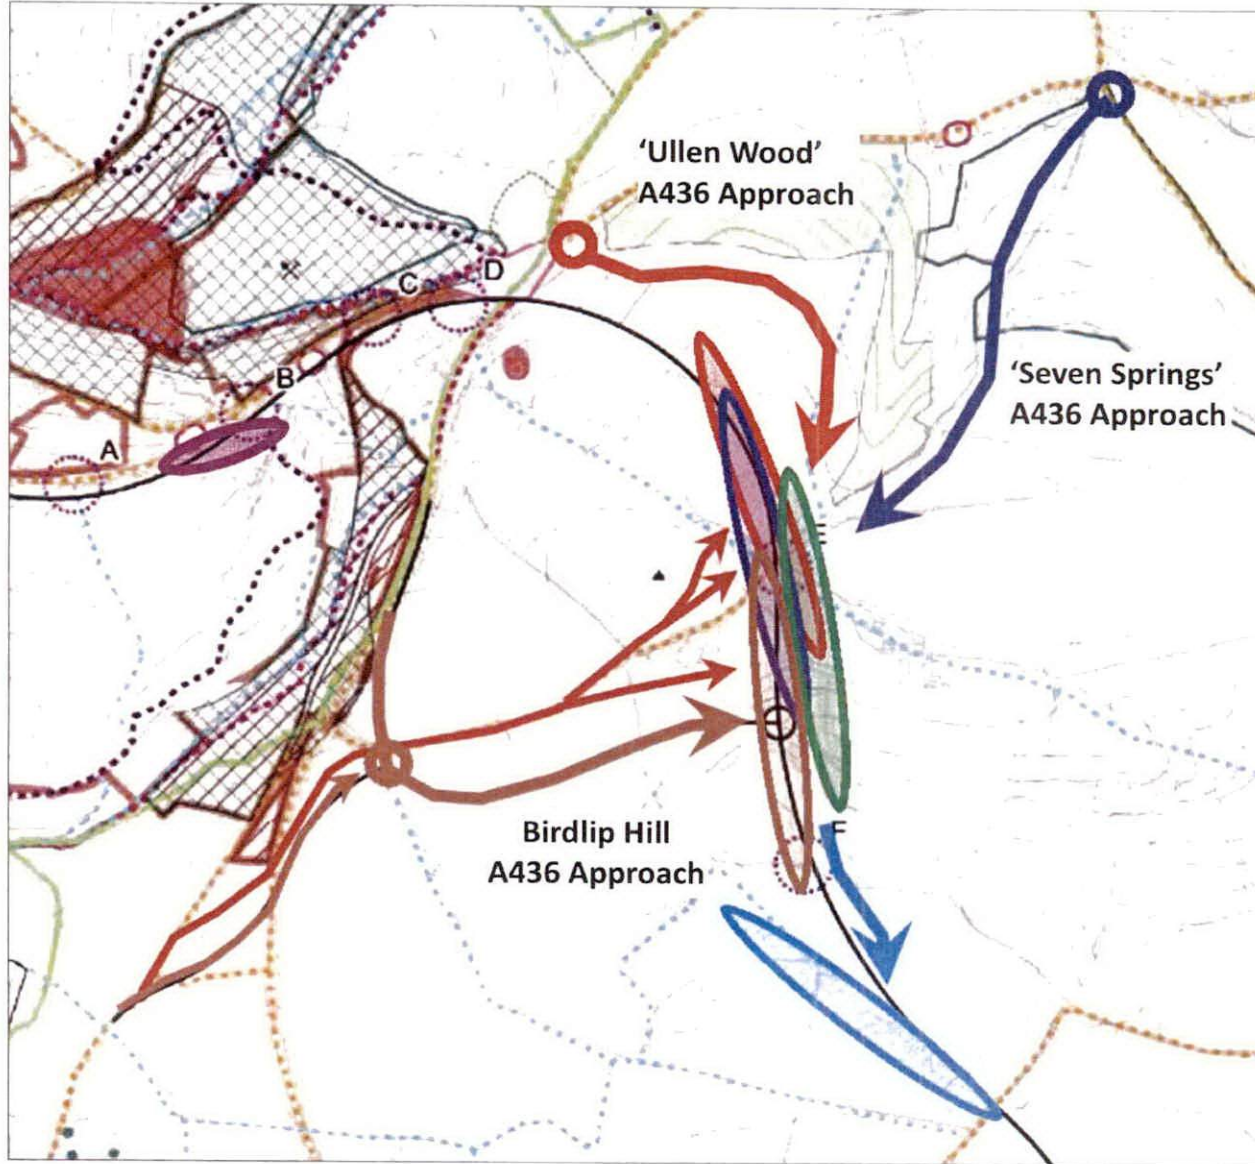 'Ullen Wood'
A436 Approach
D
C
'Seven Springs'
A436 Approach
B
A
E
Birdlip Hill
A436 Approach
F